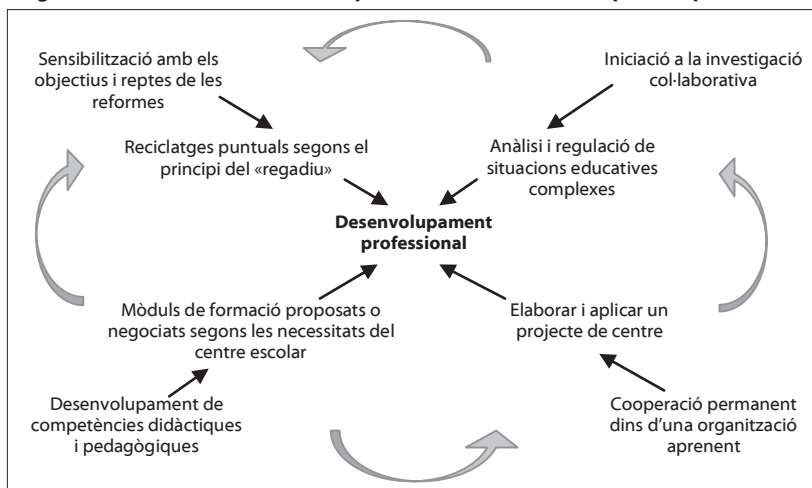 Sensibilització amb els
objectius i reptes de les
reformes
Iniciació a la investigació
col·laborativa
Reciclatges puntuals segons el
principi del «regadiu»
Anàlisi i regulació de
situacions educatives
complexes
Desenvolupament
professional
Mòduls de formació proposats o
negociats segons les necessitats del
centre escolar
Elaborar i aplicar un
projecte de centre
Desenvolupament de
competències didàctiques
i pedagògiques
Cooperació permanent
dins d’una organització
aprenent